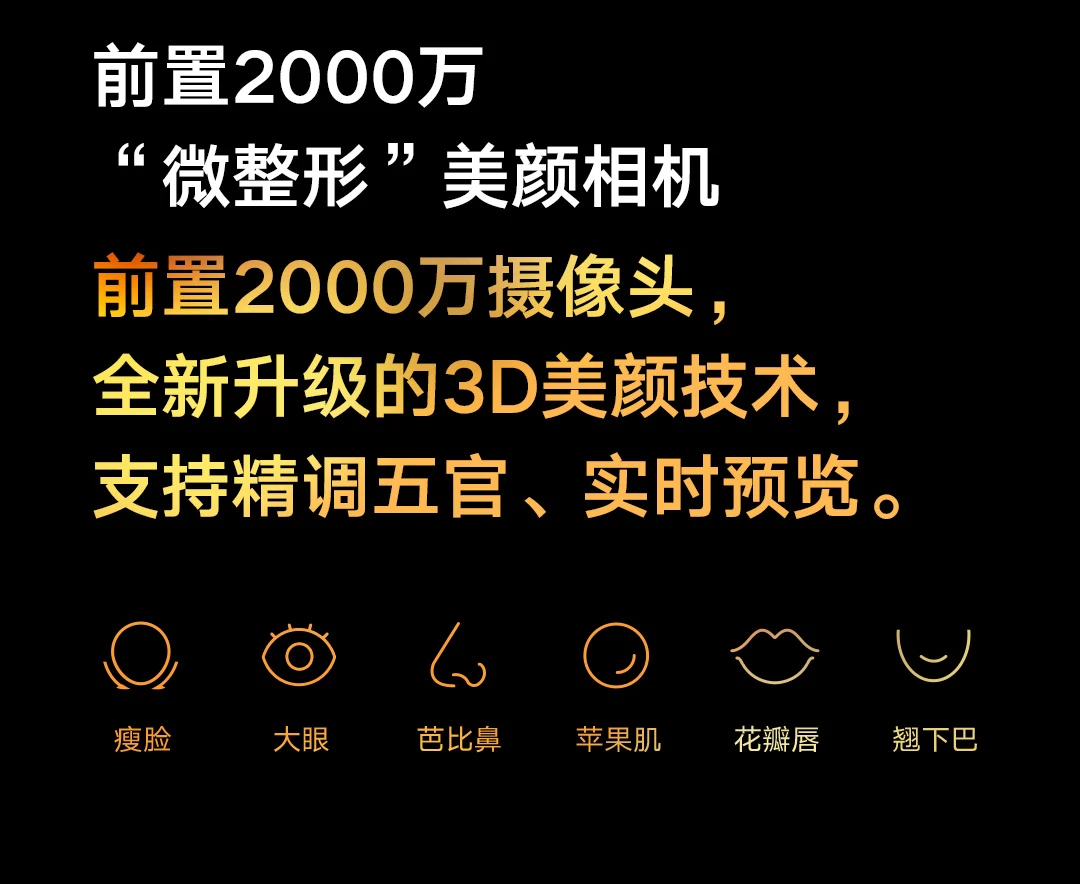 前置2000万
“微整形”美颜相机
前置2000万摄像头，
全新升级的3D美颜技术，
支持精调五官、实时预览。
瘦脸 大眼 芭比鼻 苹果肌 花瓣唇 翘下巴